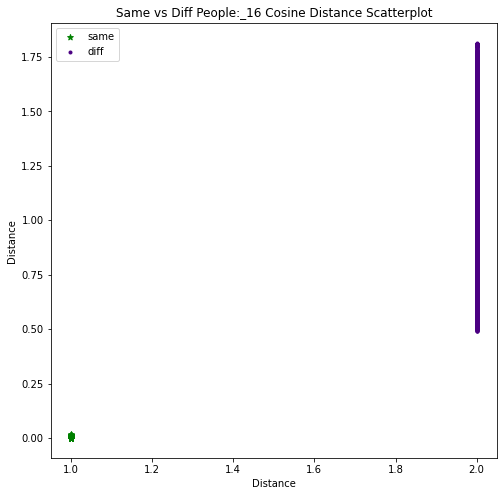 Same vs Diff People:_16 Cosine Distance Scatterplot
same
diff
1.75
1.50
1.25
1.00
0.75
0.50
0.25
0.00
Distance
1.0 1.2 1.4 1.6 1.8 2.0
Distance